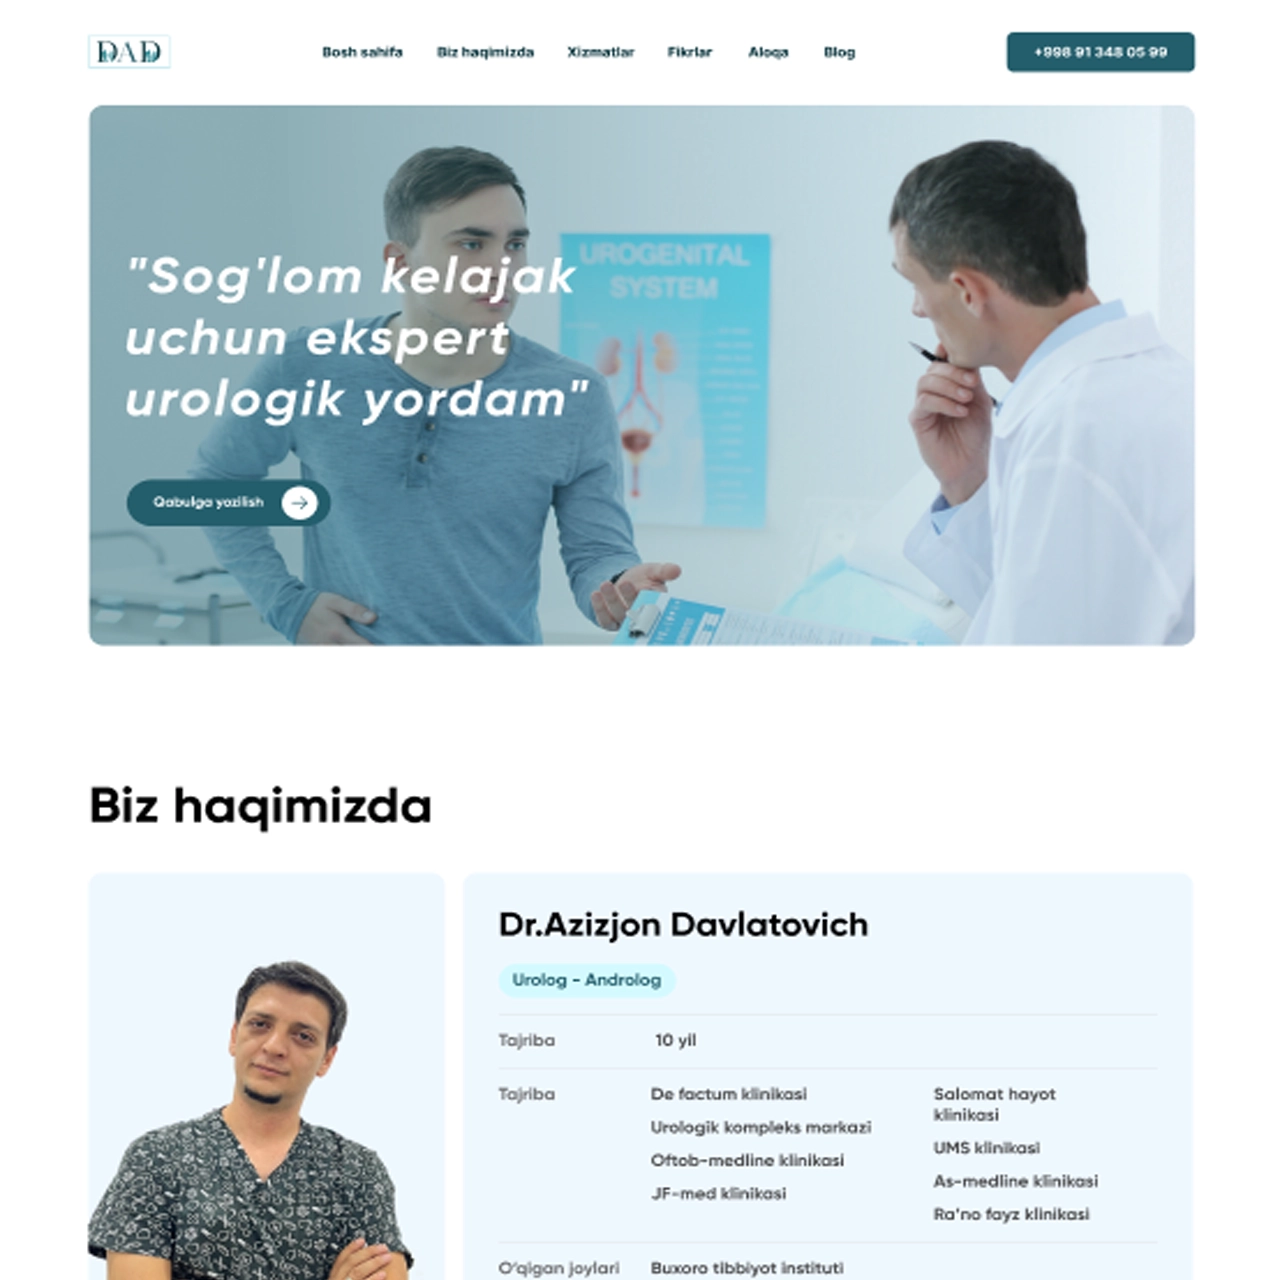 DAD
Bosh sahifa
Biz haqimizda
Xizmatlar
Fikrlar
Aloqa
Blog
+998 91 348 05 99
"Sog'lom kelajak
uchun ekspert
urologik yordam"
UROGENITAL
SYSTEM
Qabulga yozilish
Biz haqimizda
Dr.Azizjon Davlatovich
Urolog - Androlog
Tajriba
10 yil
Tajriba
De factum klinikasi
Urologik kompleks markazi
Oftob-medline klinikasi
JF-med klinikasi
Salomat hayot
klinikasi
UMS klinikasi
As-medline klinikasi
Ra'no fayz klinikasi
O'qigan joylari
Buxoro tibbiyot instituti